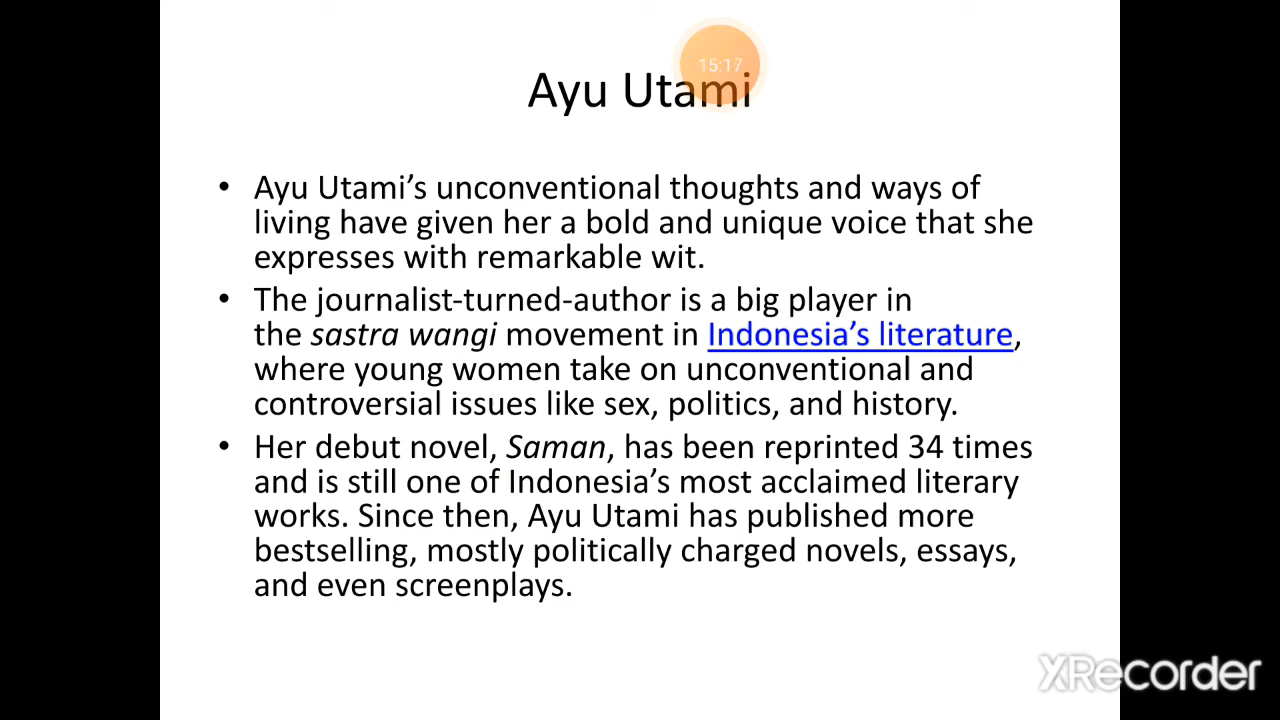 15:17
Ayu Utami
• Ayu Utami’s unconventional thoughts and ways of
living have given her a bold and unique voice that she
expresses with remarkable wit.
• The journalist-turned-author is a big player in
the sastra wangi movement in Indonesia’s literature,
where young women take on unconventional and
controversial issues like sex, politics, and history.
• Her debut novel, Saman, has been reprinted 34 times
and is still one of Indonesia’s most acclaimed literary
works. Since then, Ayu Utami has published more
bestselling, mostly politically charged novels, essays,
and even screenplays.
XRecorder